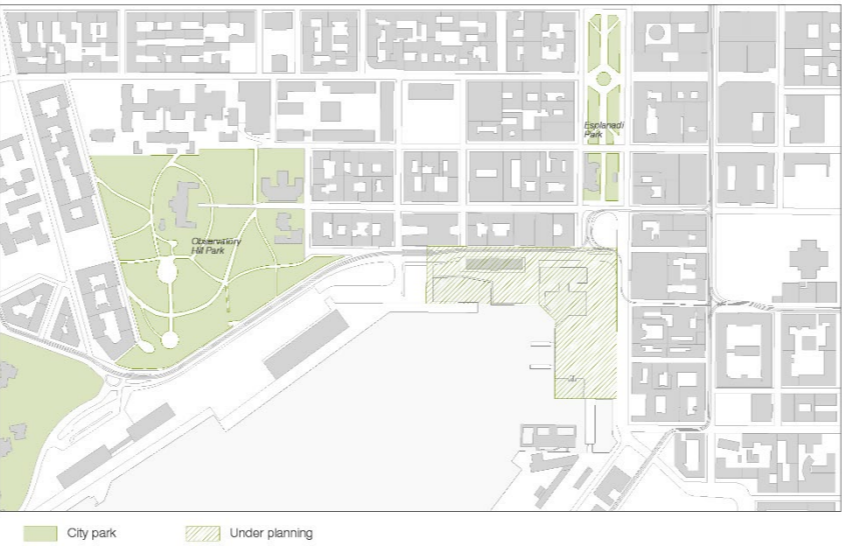 Esplanadi
Park
Observatory
Hill Park
City park
Under planning